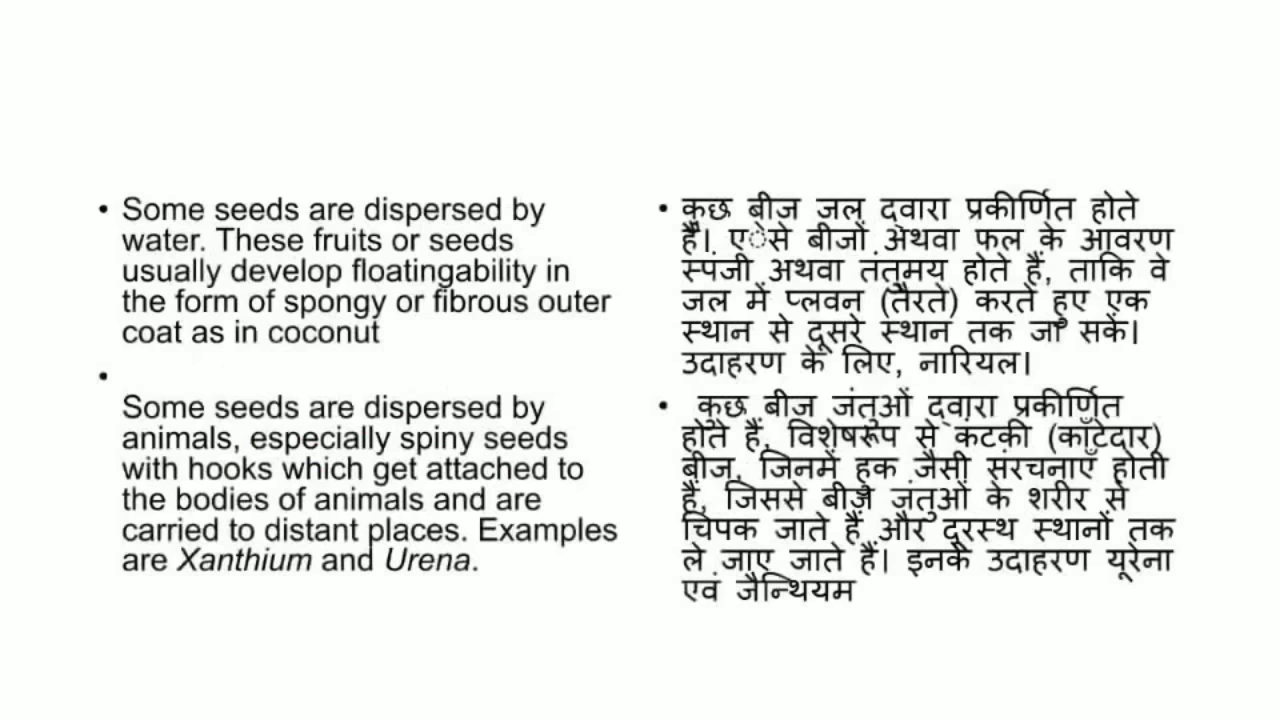 • Some seeds are dispersed by
water. These fruits or seeds
usually develop floatingability in
the form of spongy or fibrous outer
coat as in coconut
•
Some seeds are dispersed by
animals, especially spiny seeds
with hooks which get attached to
the bodies of animals and are
carried to distant places. Examples
are Xanthium and Urena.
• कुछ बीज जल द्वारा प्रकीर्णित होते
हैं। एेसे बीजों अथवा फल के आवरण
स्पंजी अथवा तंतुमय होते हैं, ताकि वे
जल में प्लवन (तैरते) करते हुए एक
स्थान से दूसरे स्थान तक जा सकें।
उदाहरण के लिए, नारियल।
• कुछ बीज जंतुओं द्वारा प्रकीर्णित
होते हैं, विशेषरूप से कंटकी (काँटेदार)
बीज, जिनमें हुक जैसी संरचनाएँ होती
हैं, जिससे बीज जंतुओं के शरीर से
चिपक जाते हैं और दूरस्थ स्थानों तक
ले जाए जाते हैं। इनके उदाहरण यूरेना
एवं जैन्थियम